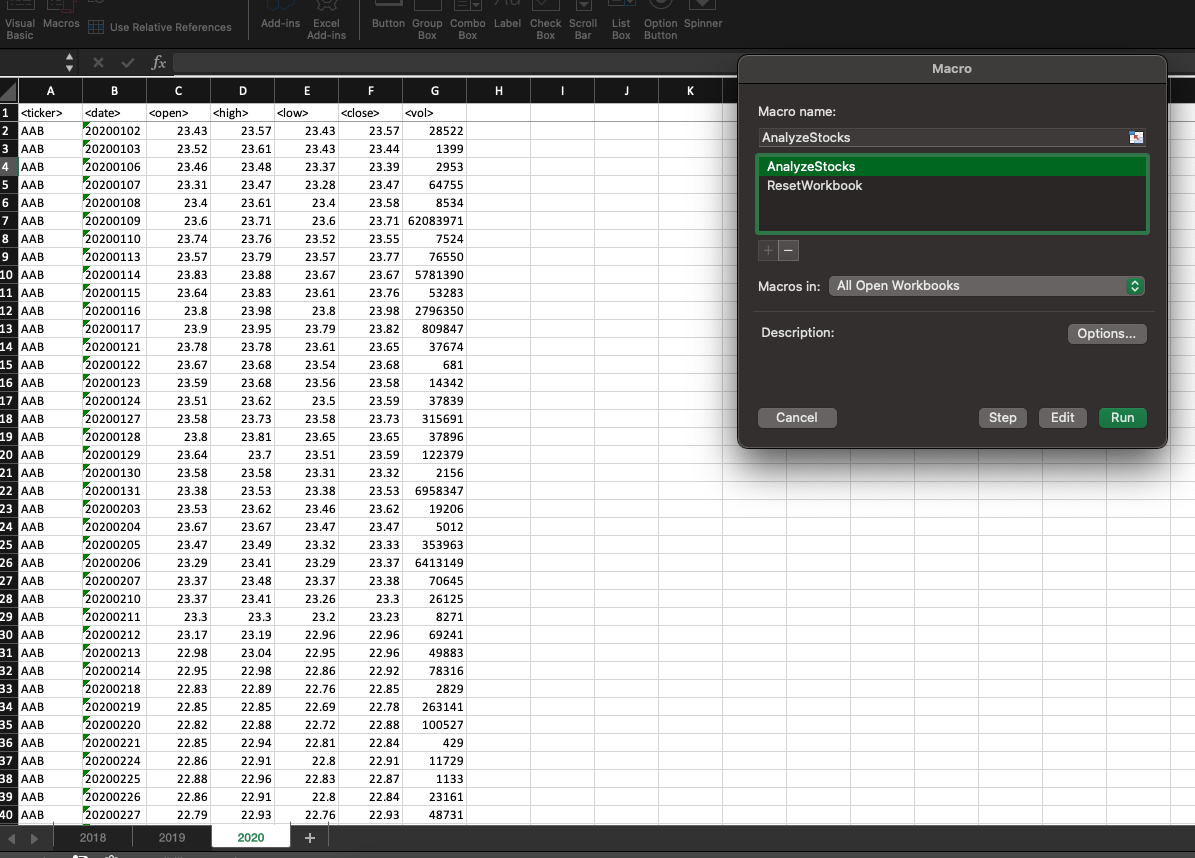 Visual Basic Macros Use Relative References Add-ins Excel Add-ins Button Group Box Combo Box Label Check Box Scroll Bar List Box Option Button Spinner
fx
A B C D E F G H I J K
1 <ticker> <date> <open> <high> <low> <close> <vol>
2 AAB 20200102 23.43 23.57 23.43 23.57 28522
3 AAB 20200103 23.52 23.61 23.43 23.44 1399
4 AAB 20200106 23.46 23.48 23.37 23.39 2953
5 AAB 20200107 23.31 23.47 23.28 23.47 64755
6 AAB 20200108 23.4 23.61 23.4 23.58 8534
7 AAB 20200109 23.6 23.71 23.6 23.71 62083971
8 AAB 20200110 23.74 23.76 23.52 23.55 7524
9 AAB 20200113 23.57 23.79 23.57 23.77 76550
10 AAB 20200114 23.83 23.88 23.67 23.67 5781390
11 AAB 20200115 23.64 23.83 23.61 23.76 53283
12 AAB 20200116 23.8 23.98 23.8 23.98 2796350
13 AAB 20200117 23.9 23.95 23.79 23.82 809847
14 AAB 20200121 23.78 23.78 23.61 23.65 37674
15 AAB 20200122 23.67 23.68 23.54 23.68 681
16 AAB 20200123 23.59 23.68 23.56 23.58 14342
17 AAB 20200124 23.51 23.62 23.5 23.59 37839
18 AAB 20200127 23.58 23.73 23.58 23.73 315691
19 AAB 20200128 23.8 23.81 23.65 23.65 37896
20 AAB 20200129 23.64 23.7 23.51 23.59 122379
21 AAB 20200130 23.58 23.58 23.31 23.32 2156
22 AAB 20200131 23.38 23.53 23.38 23.53 6958347
23 AAB 20200203 23.53 23.62 23.46 23.62 19206
24 AAB 20200204 23.67 23.67 23.47 23.47 5012
25 AAB 20200205 23.47 23.49 23.32 23.33 353963
26 AAB 20200206 23.29 23.41 23.29 23.37 6413149
27 AAB 20200207 23.37 23.48 23.37 23.38 70645
28 AAB 20200210 23.37 23.41 23.26 23.3 26125
29 AAB 20200211 23.3 23.3 23.2 23.23 8271
30 AAB 20200212 23.17 23.19 22.96 22.96 69241
31 AAB 20200213 22.98 23.04 22.95 22.96 49883
32 AAB 20200214 22.95 22.98 22.86 22.92 78316
33 AAB 20200218 22.83 22.89 22.76 22.85 2829
34 AAB 20200219 22.85 22.85 22.69 22.78 263141
35 AAB 20200220 22.82 22.88 22.72 22.88 100527
36 AAB 20200221 22.85 22.94 22.81 22.84 429
37 AAB 20200224 22.86 22.91 22.8 22.91 11729
38 AAB 20200225 22.88 22.96 22.83 22.87 1133
39 AAB 20200226 22.86 22.91 22.8 22.84 23161
40 AAB 20200227 22.79 22.93 22.76 22.93 48731
2018 2019 2020 +
Macro
Macro name:
AnalyzeStocks
AnalyzeStocks
ResetWorkbook
+ −
Macros in: All Open Workbooks
Description: Options...
Cancel Step Edit Run